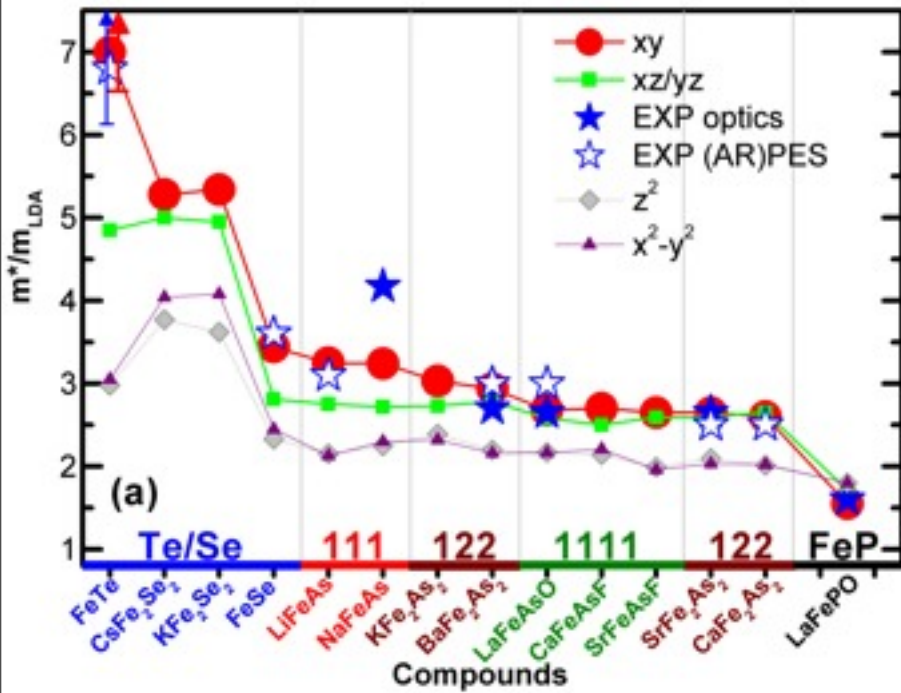 7
6
5
4
3
2
1
m*/m_LDA
xy
xz/yz
EXP optics
EXP (AR)PES
z²
x²-y²
(a)
Te/Se 111 122 1111 122 FeP
FeTe
CsFe₂Se₂
KFe₂Se₂
FeSe
LiFeAs
NaFeAs
KFe₂As₂
BaFe₂As₂
LaFeAsO
CaFeAsF
SrFeAsF
SrFe₂As₂
CaFe₂As₂
LaFePO
Compounds